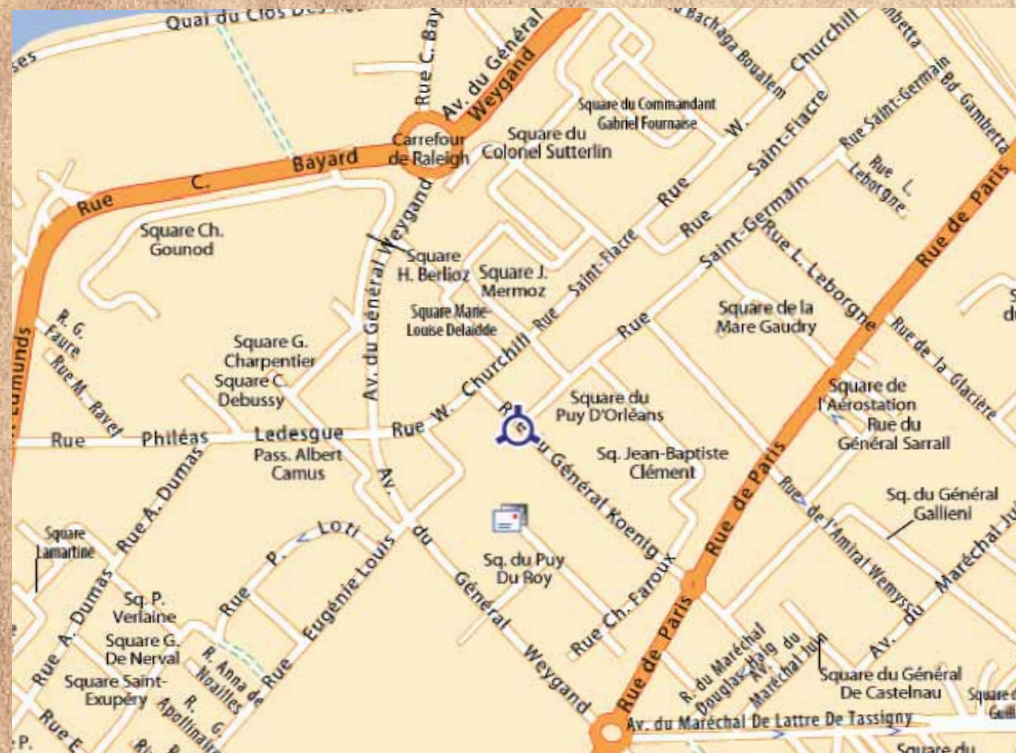 Quai du Clos Des
Rue C. Bayard
Av. du Général
Weygand
Bachaga Boualem
Rue W. Churchill
Gambetta
Bd Gambetta
Square du Commandant
Gabriel Fournaise
Carrefour
de Raleigh
Square du
Colonel Sutterlin
Rue Saint-Fiacre
Rue Saint-Germain
Rue L.
Leborgne
Rue C. Bayard
Rue de Paris
Square Ch.
Gounod
Av. du Général Weygand
Square
H. Berlioz
Square J.
Mermoz
Rue Saint-Fiacre
Rue Saint-Germain
Rue L. Leborgne
Square Marie-
Louise Delaidde
Square de la
Mare Gaudry
R. G.
Faure
Rue M. Ravel
Square G.
Charpentier
Square C.
Debussy
Rue W. Churchill
Rue de la Glacière
Square du
Puy D'Orléans
Square de
l'Aérostation
Rue du
Général Sarrail
Rue Philéas Ledesgue
Pass. Albert
Camus
Rue du Général Koenig
Sq. Jean-Baptiste
Clément
Rue de Paris
Rue de l'Amiral Wemyss
Sq. du Général
Gallieni
Rue A. Dumas
Square
Lamartine
Rue P. Loti
Av. du Général Weygand
Sq. du Puy
Du Roy
Rue Eugénie Louis
Rue Ch. Faroux
Av. du Maréchal Juin
Rue A. Dumas
Sq. P.
Verlaine
Square G.
De Nerval
Square Saint-
Exupéry
R. Anna de
Noailles
R. G.
Apollinaire
Rue de Paris
R. du Maréchal
Douglas Haig
Av. du
Maréchal Juin
Square du Général
De Castelnau
Av. du Maréchal De Lattre De Tassigny
Square du
Rue E.